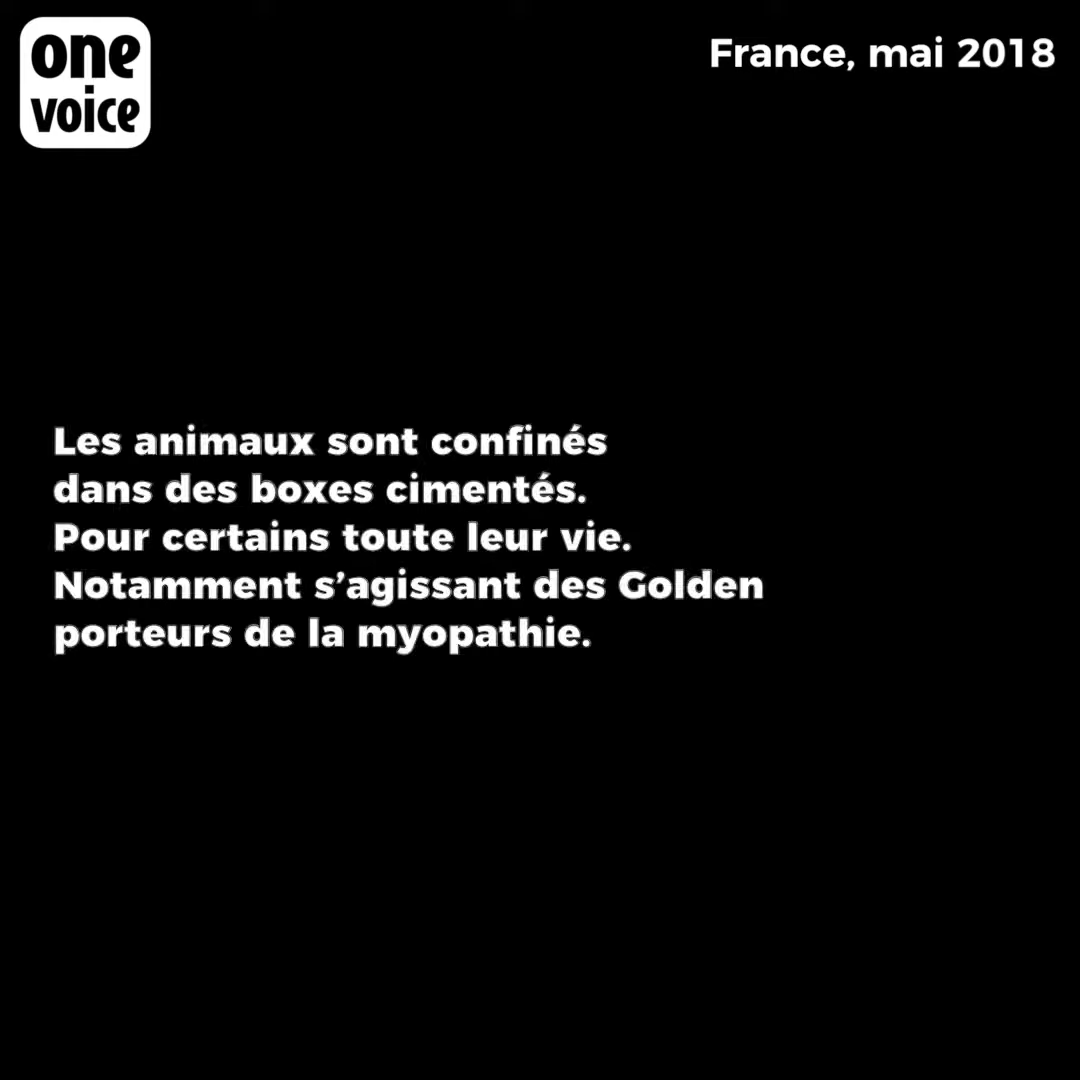 one
voice
France, mai 2018
Les animaux sont confinés
dans des boxes cimentés.
Pour certains toute leur vie.
Notamment s’agissant des Golden
porteurs de la myopathie.